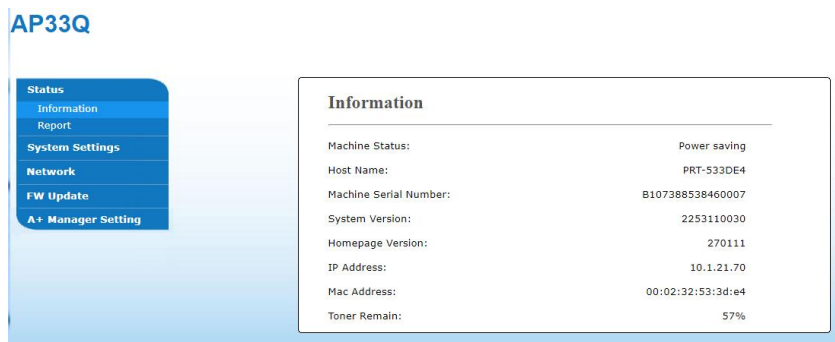 AP33Q
Status
Information
Report
System Settings
Network
FW Update
A+ Manager Setting
Information
Machine Status: Power saving
Host Name: PRT-533DE4
Machine Serial Number: B107388538460007
System Version: 2253110030
Homepage Version: 270111
IP Address: 10.1.21.70
Mac Address: 00:02:32:53:3d:e4
Toner Remain: 57%